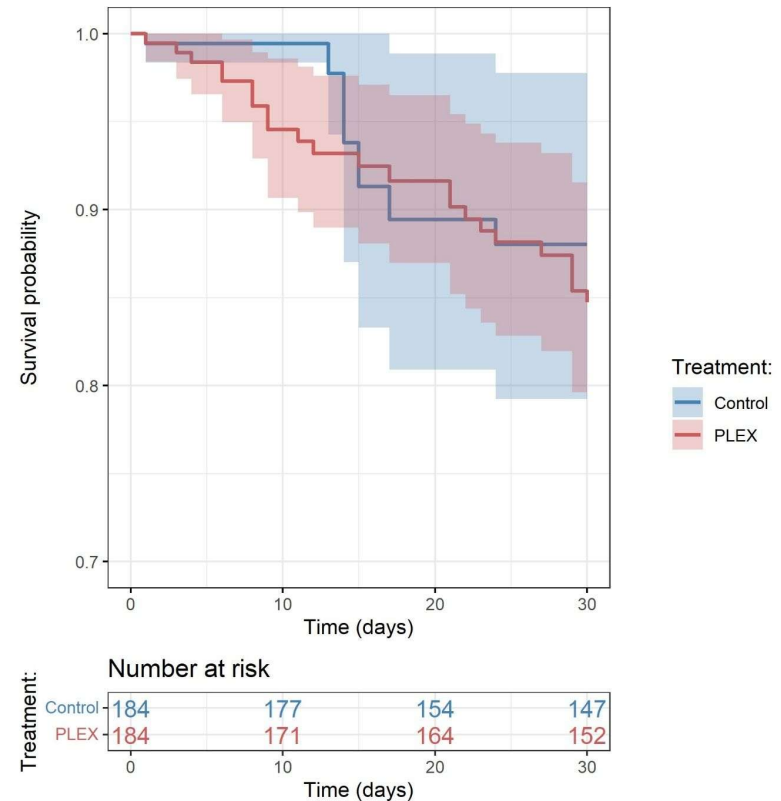 1.0
0.9
0.8
0.7
Survival probability
0 10 20 30
Time (days)
Treatment:
Control
PLEX
Number at risk
Treatment:
Control 184 177 154 147
PLEX 184 171 164 152
0 10 20 30
Time (days)